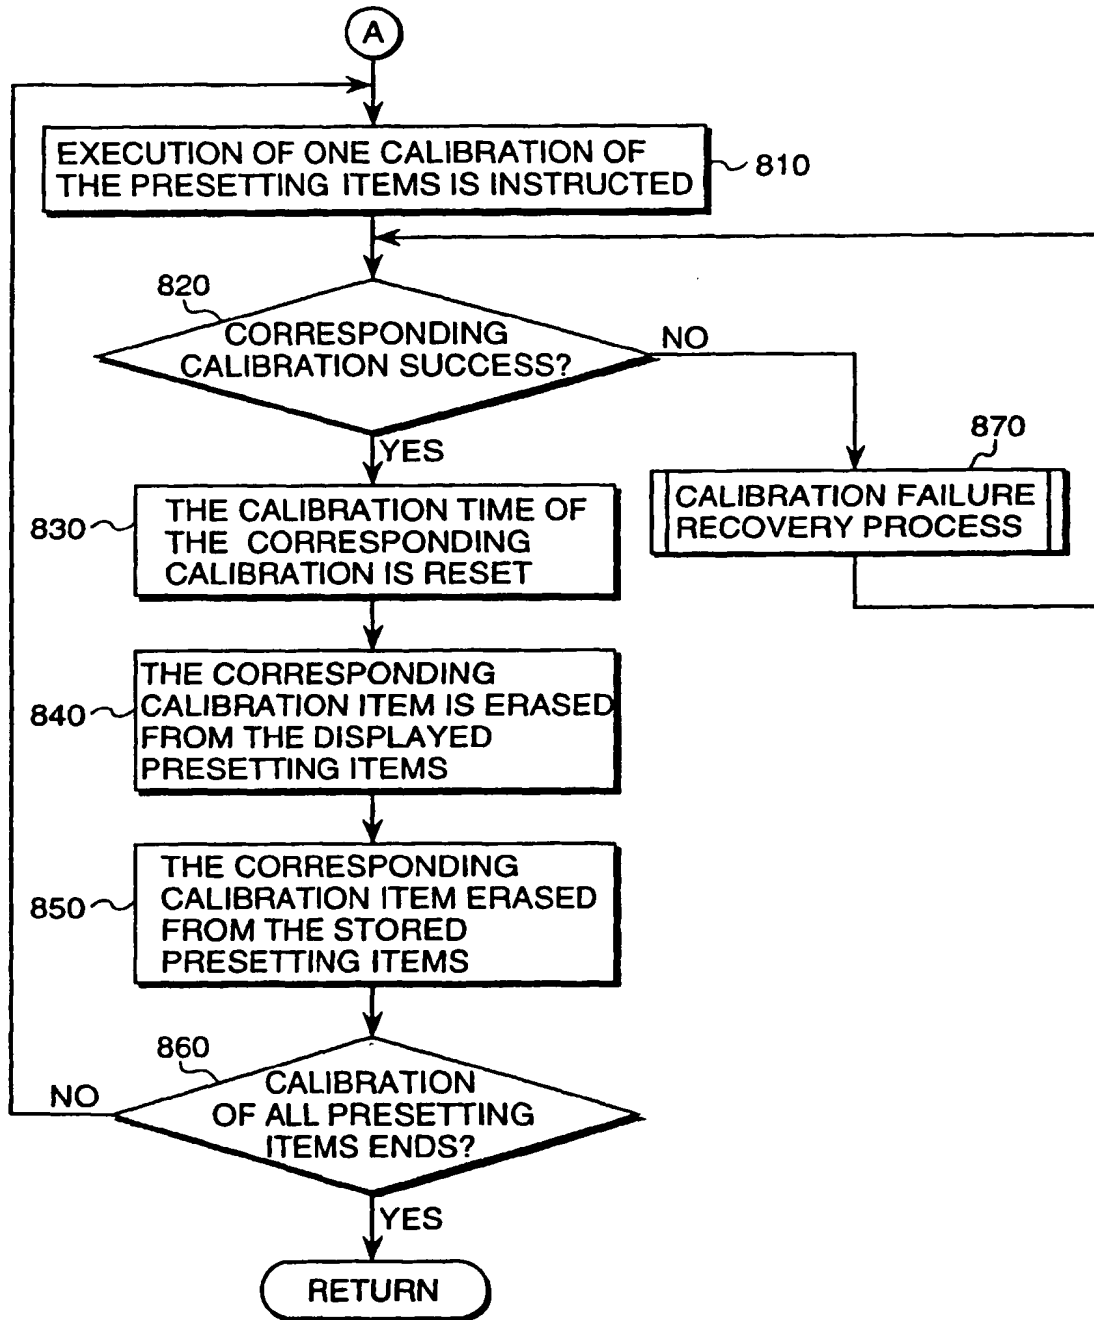 A
EXECUTION OF ONE CALIBRATION OF
THE PRESETTING ITEMS IS INSTRUCTED
810
820
CORRESPONDING
CALIBRATION SUCCESS?
NO
YES
870
CALIBRATION FAILURE
RECOVERY PROCESS
830
THE CALIBRATION TIME OF
THE CORRESPONDING
CALIBRATION IS RESET
840
THE CORRESPONDING
CALIBRATION ITEM IS ERASED
FROM THE DISPLAYED
PRESETTING ITEMS
850
THE CORRESPONDING
CALIBRATION ITEM ERASED
FROM THE STORED
PRESETTING ITEMS
860
CALIBRATION
OF ALL PRESETTING
ITEMS ENDS?
NO
YES
RETURN